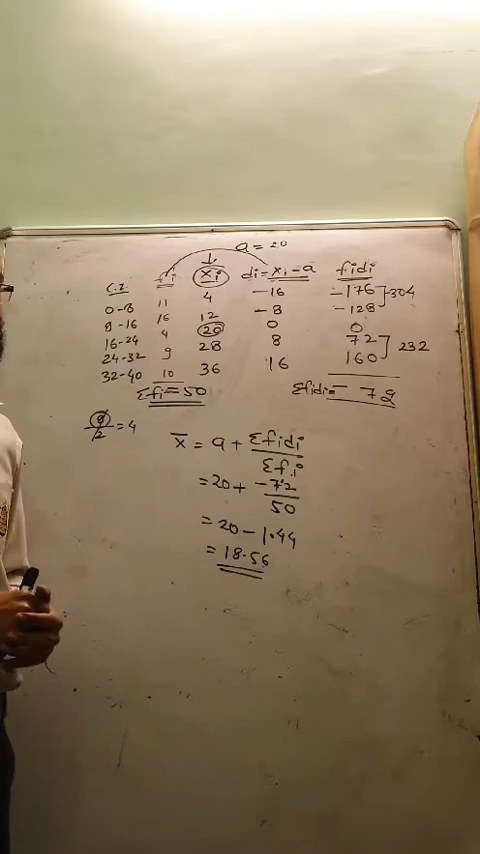 a = 20
C.I. fi xi di = xi - a fidi
0-8 11 4 -16 -176
8-16 16 12 -8 -128 304
16-24 4 20 0 0
24-32 9 28 8 72
32-40 10 36 16 160 232
Σfi = 50 Σfidi = -72
8/2 = 4
x̄ = a + Σfidi/Σfi
= 20 + -72/50
= 20 - 1.44
= 18.56